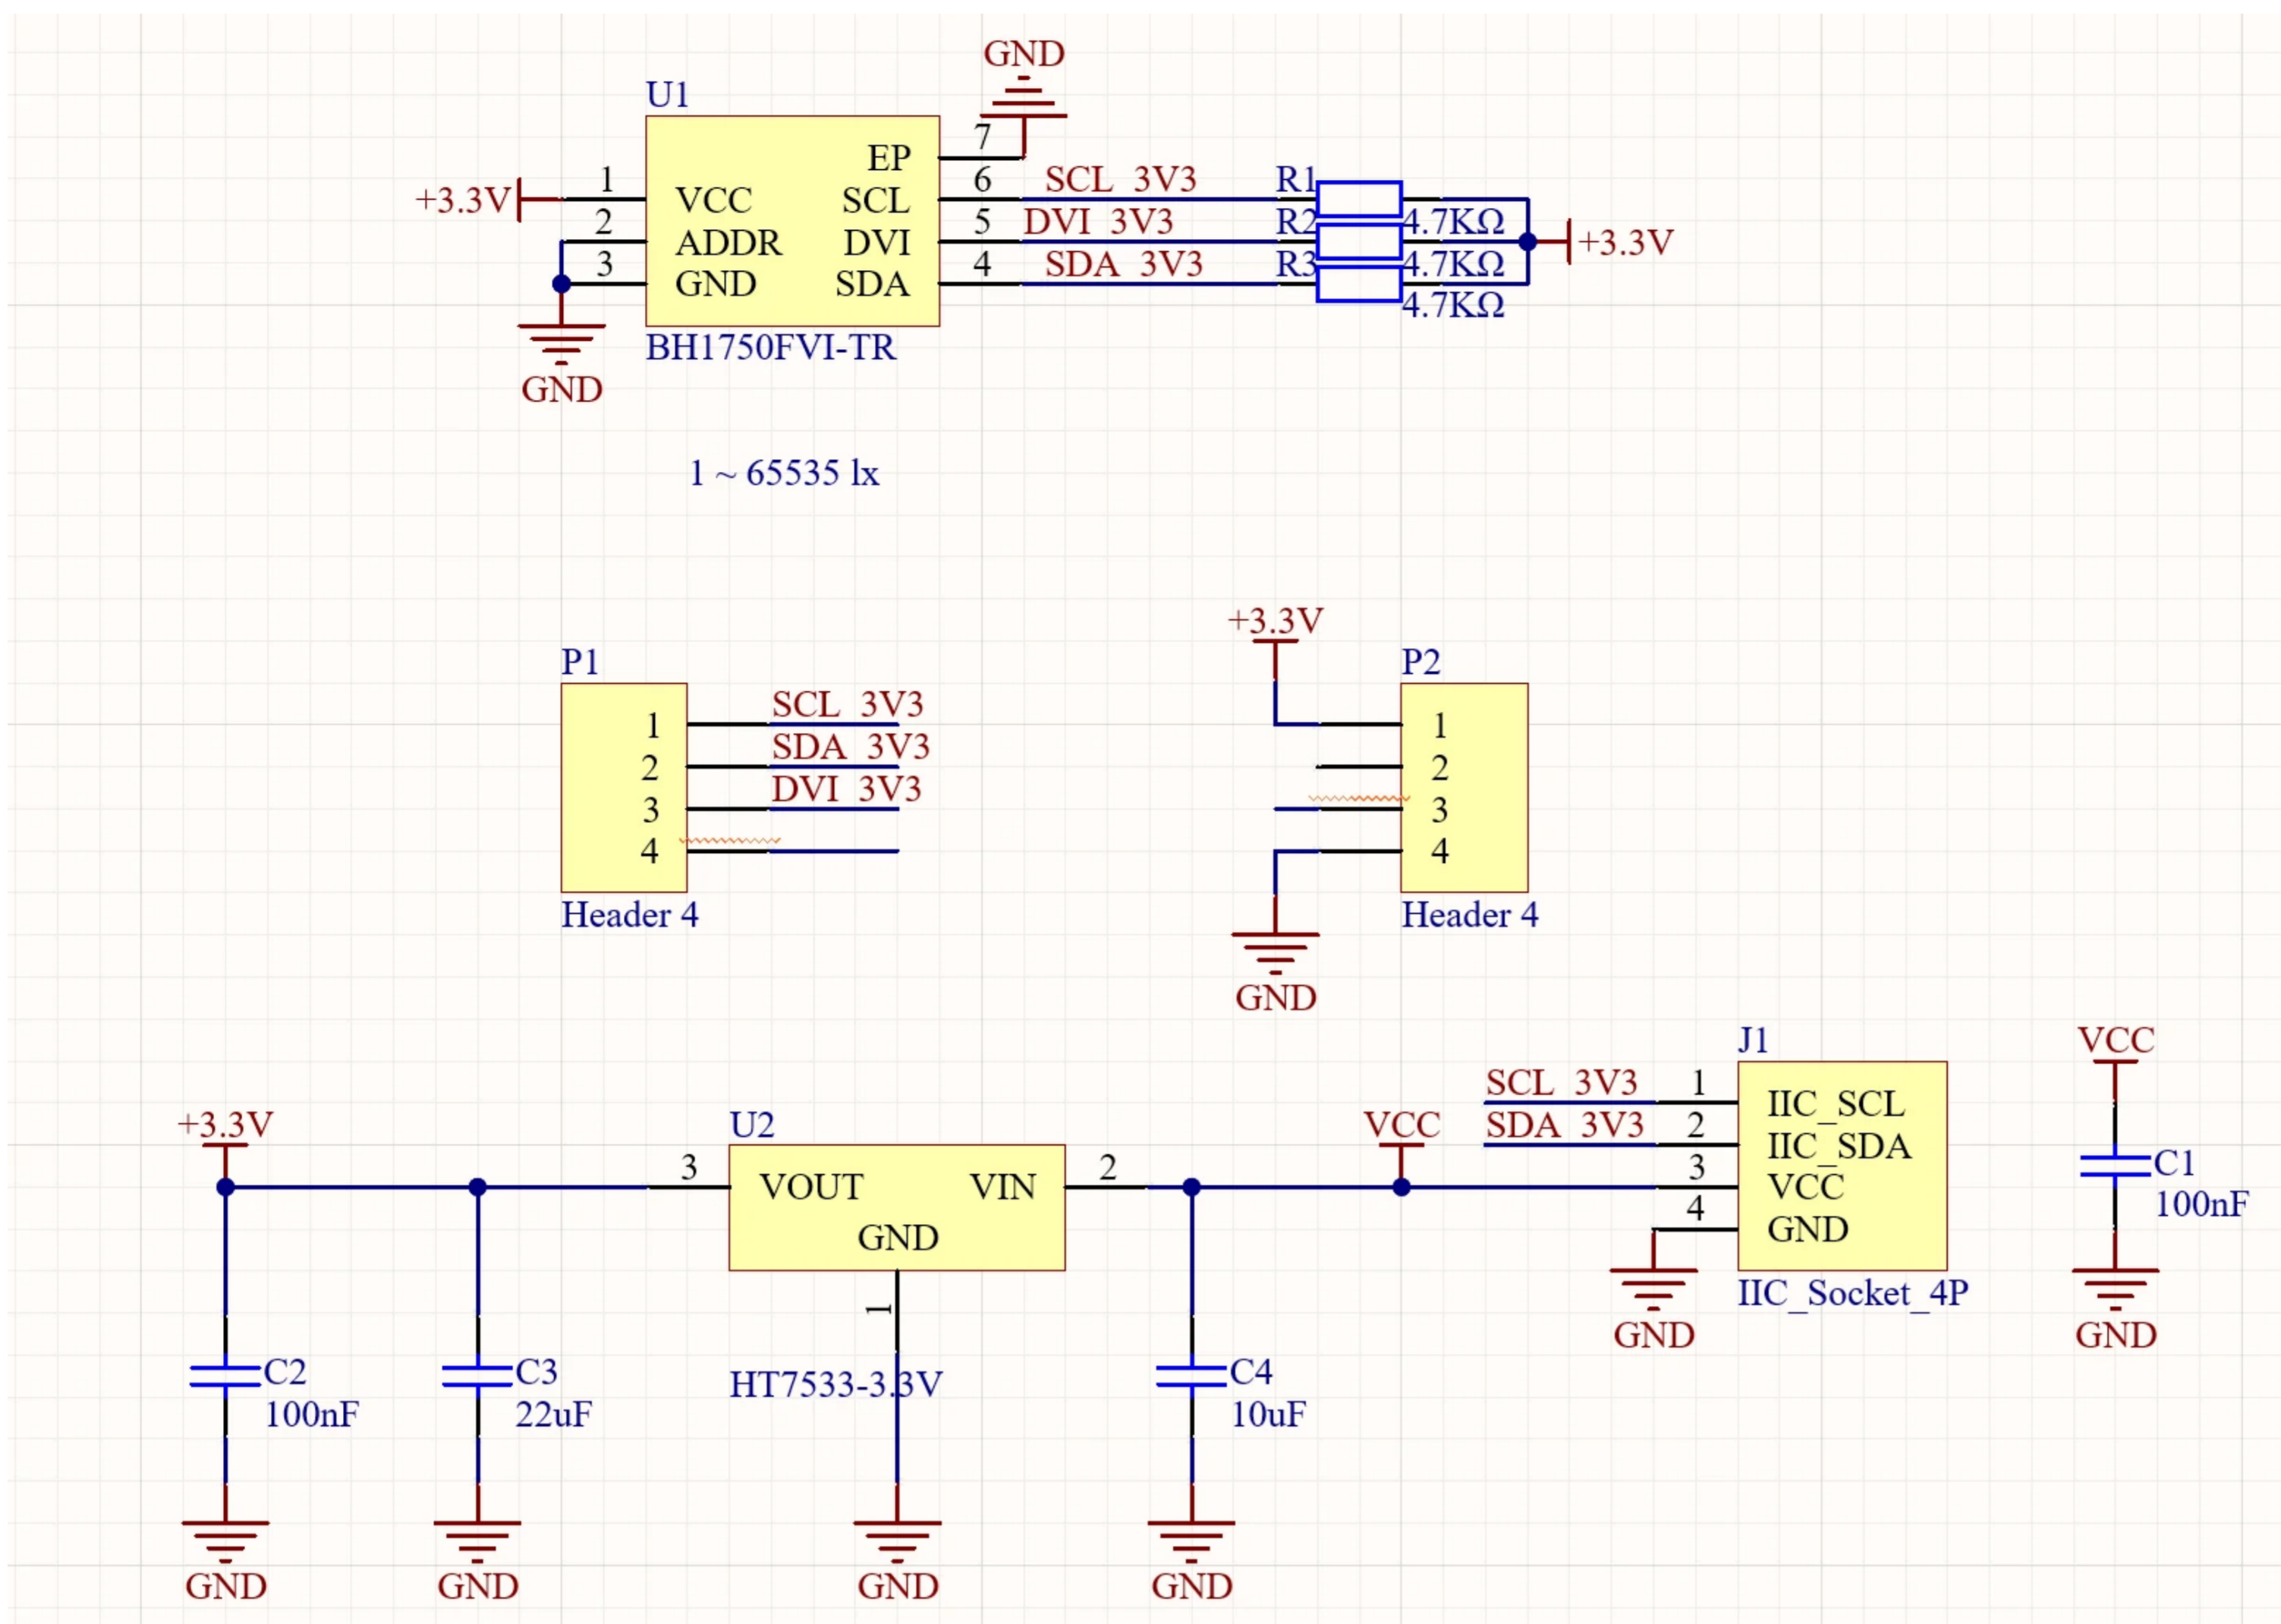 GND
U1
7
EP
+3.3V
1
VCC
SCL
6
SCL_3V3
R1
4.7KΩ
2
ADDR
DVI
5
DVI_3V3
R2
4.7KΩ
+3.3V
3
GND
SDA
4
SDA_3V3
R3
4.7KΩ
BH1750FVI-TR
GND
1 ~ 65535 lx
+3.3V
P1
P2
1
SCL_3V3
1
2
SDA_3V3
2
3
DVI_3V3
3
4
4
Header 4
Header 4
GND
J1
VCC
SCL_3V3
1
IIC_SCL
+3.3V
U2
VCC
SDA_3V3
2
IIC_SDA
C1
100nF
3
VOUT
VIN
2
3
VCC
4
GND
GND
1
IIC_Socket_4P
GND
GND
C2
100nF
C3
22uF
HT7533-3.3V
C4
10uF
GND
GND
GND
GND